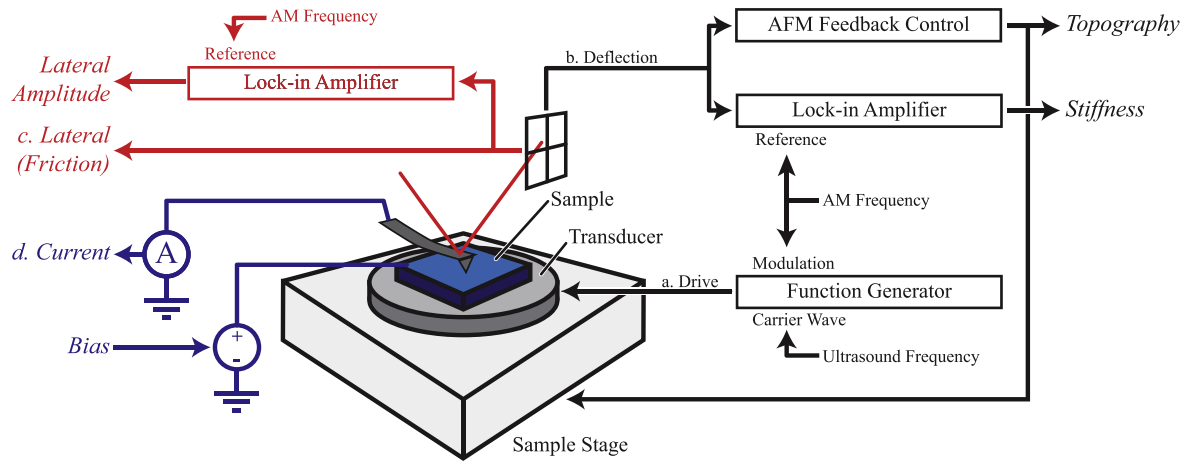 AM Frequency
Reference
Lock-in Amplifier
Lateral
Amplitude
c. Lateral
(Friction)
b. Deflection
AFM Feedback Control
Topography
Lock-in Amplifier
Stiffness
Reference
AM Frequency
Modulation
Function Generator
Carrier Wave
Ultrasound Frequency
a. Drive
Sample
Transducer
d. Current
A
Bias
+
-
Sample Stage